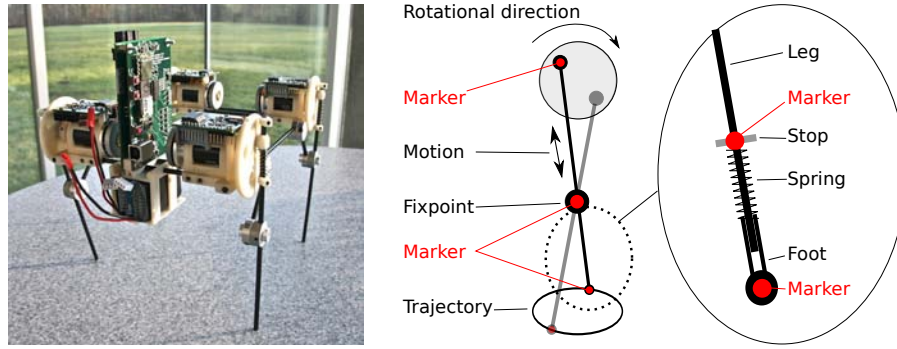 Rotational direction
Marker
Motion
Fixpoint
Marker
Trajectory
Leg
Marker
Stop
Spring
Foot
Marker